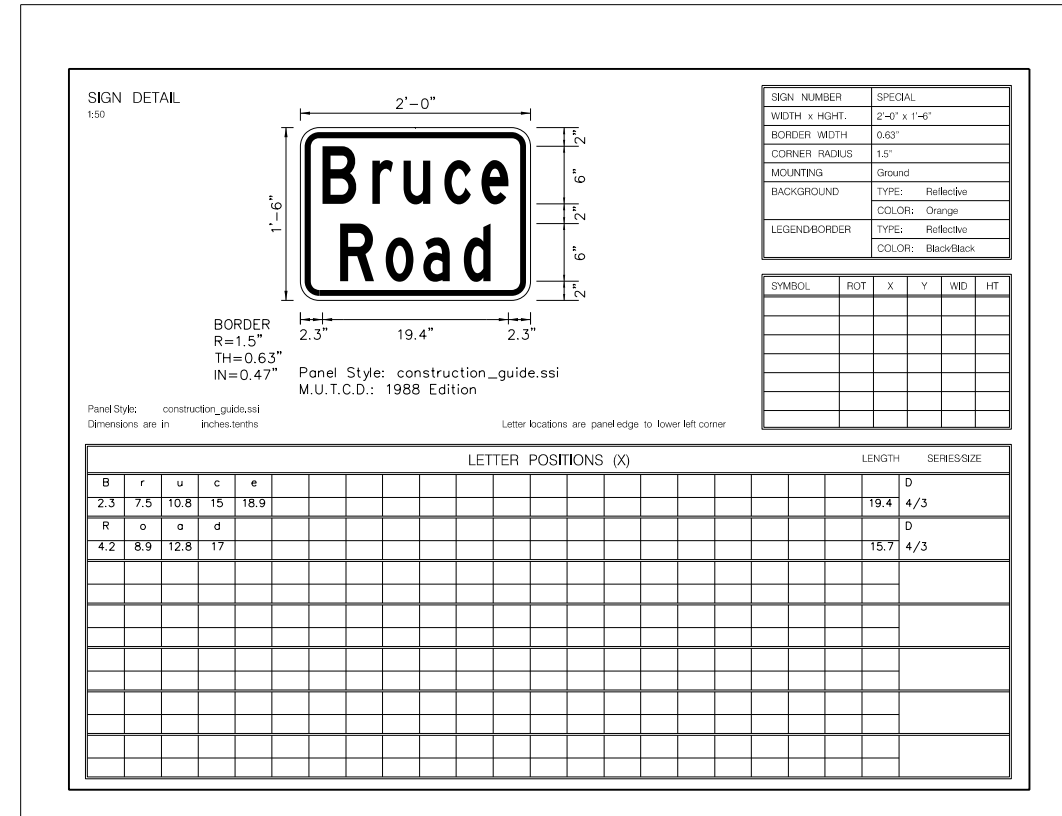 SIGN DETAIL
1:50
2'-0"
1'-6"
Bruce
Road
2"
6"
2"
6"
2"
2.3" 19.4" 2.3"
BORDER
R=1.5"
TH=0.63"
IN=0.47"
Panel Style: construction_guide.ssi
M.U.T.C.D.: 1988 Edition
Panel Style: construction_guide.ssi
Dimensions are in inches.tenths
Letter locations are panel edge to lower left corner
SIGN NUMBER SPECIAL
WIDTH x HGHT. 2'-0" x 1'-6"
BORDER WIDTH 0.63"
CORNER RADIUS 1.5"
MOUNTING Ground
BACKGROUND TYPE: Reflective
COLOR: Orange
LEGEND/BORDER TYPE: Reflective
COLOR: Black/Black
SYMBOL ROT X Y WID HT
LETTER POSITIONS (X) LENGTH SERIES/SIZE
B r u c e D
2.3 7.5 10.8 15 18.9 19.4 4/3
R o a d D
4.2 8.9 12.8 17 15.7 4/3